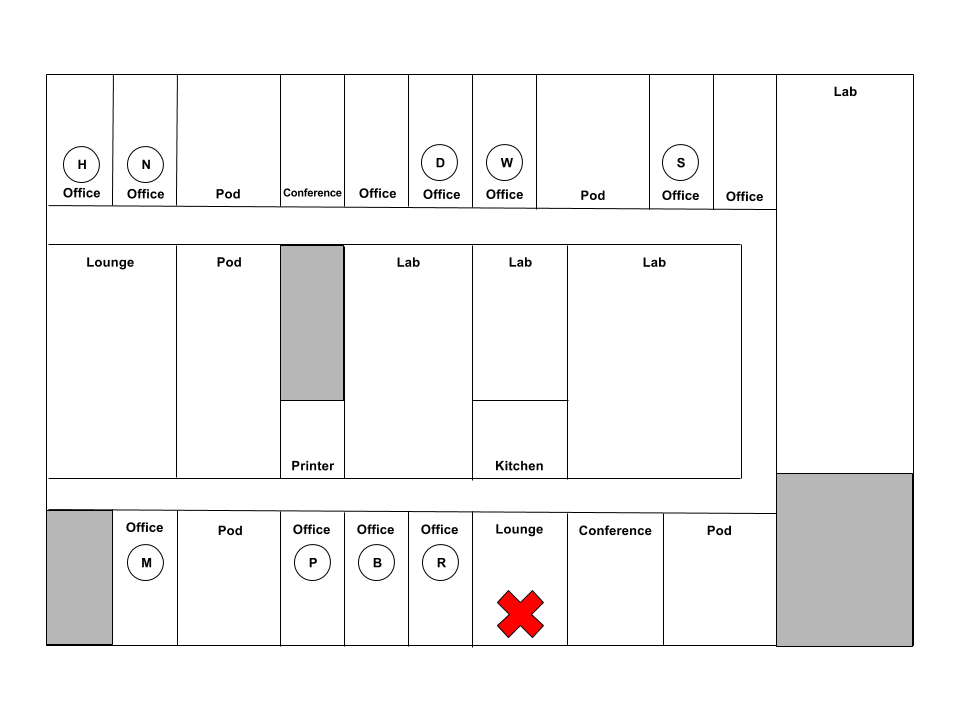 Lab
H
N
D
W
S
Office
Office
Pod
Conference
Office
Office
Office
Pod
Office
Office
Lounge
Pod
Lab
Lab
Lab
Printer
Kitchen
Office
Pod
Office
Office
Office
Lounge
Conference
Pod
M
P
B
R